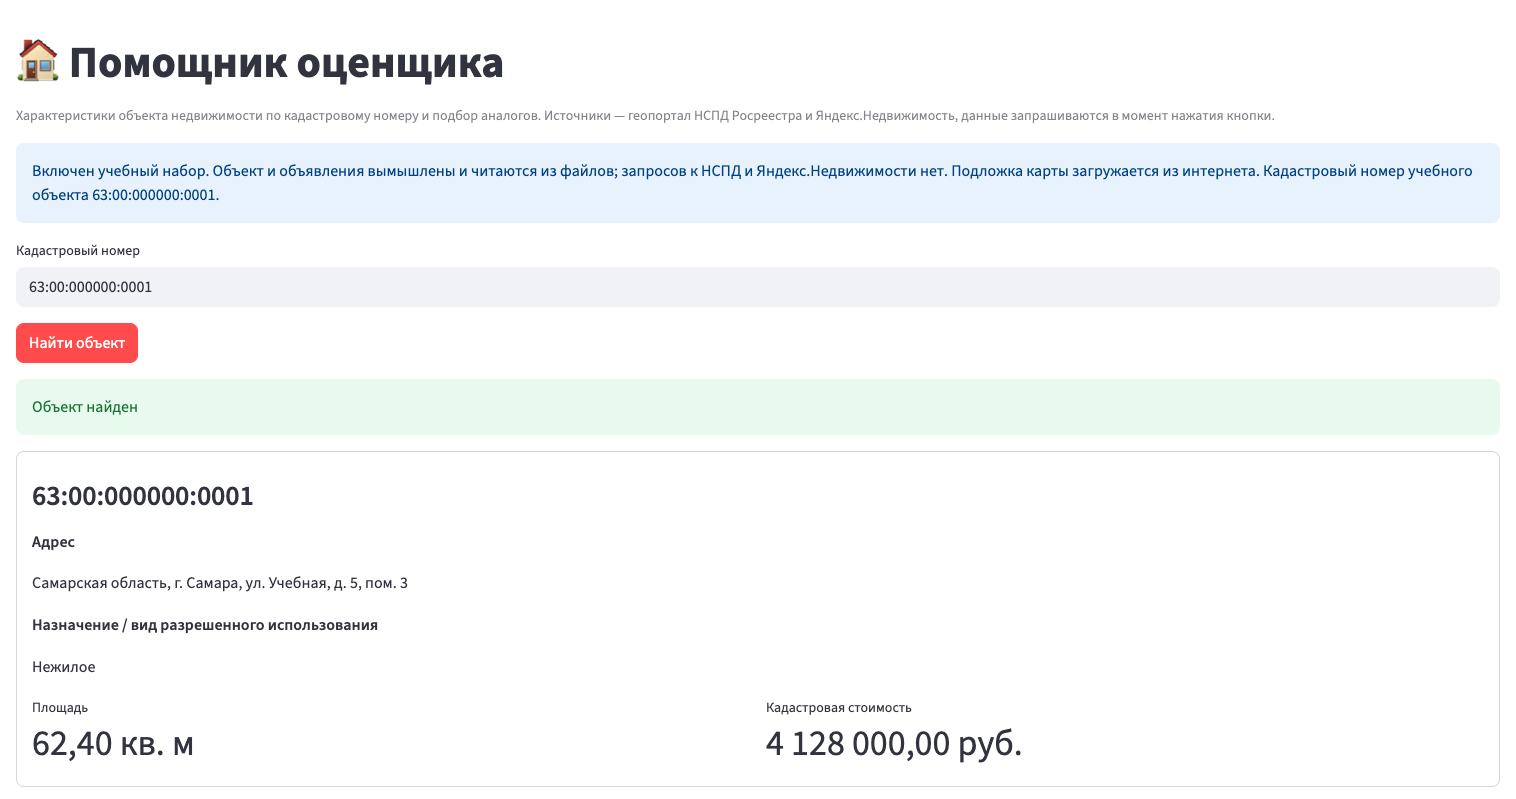 Помощник оценщика
Характеристики объекта недвижимости по кадастровому номеру и подбор аналогов. Источники — геопортал НСПД Росреестра и Яндекс.Недвижимость, данные запрашиваются в момент нажатия кнопки.
Включен учебный набор. Объект и объявления вымышлены и читаются из файлов; запросов к НСПД и Яндекс.Недвижимости нет. Подложка карты загружается из интернета. Кадастровый номер учебного
объекта 63:00:000000:0001.
Кадастровый номер
63:00:000000:0001
Найти объект
Объект найден
63:00:000000:0001
Адрес
Самарская область, г. Самара, ул. Учебная, д. 5, пом. 3
Назначение / вид разрешенного использования
Нежилое
Площадь
62,40 кв. м
Кадастровая стоимость
4 128 000,00 руб.